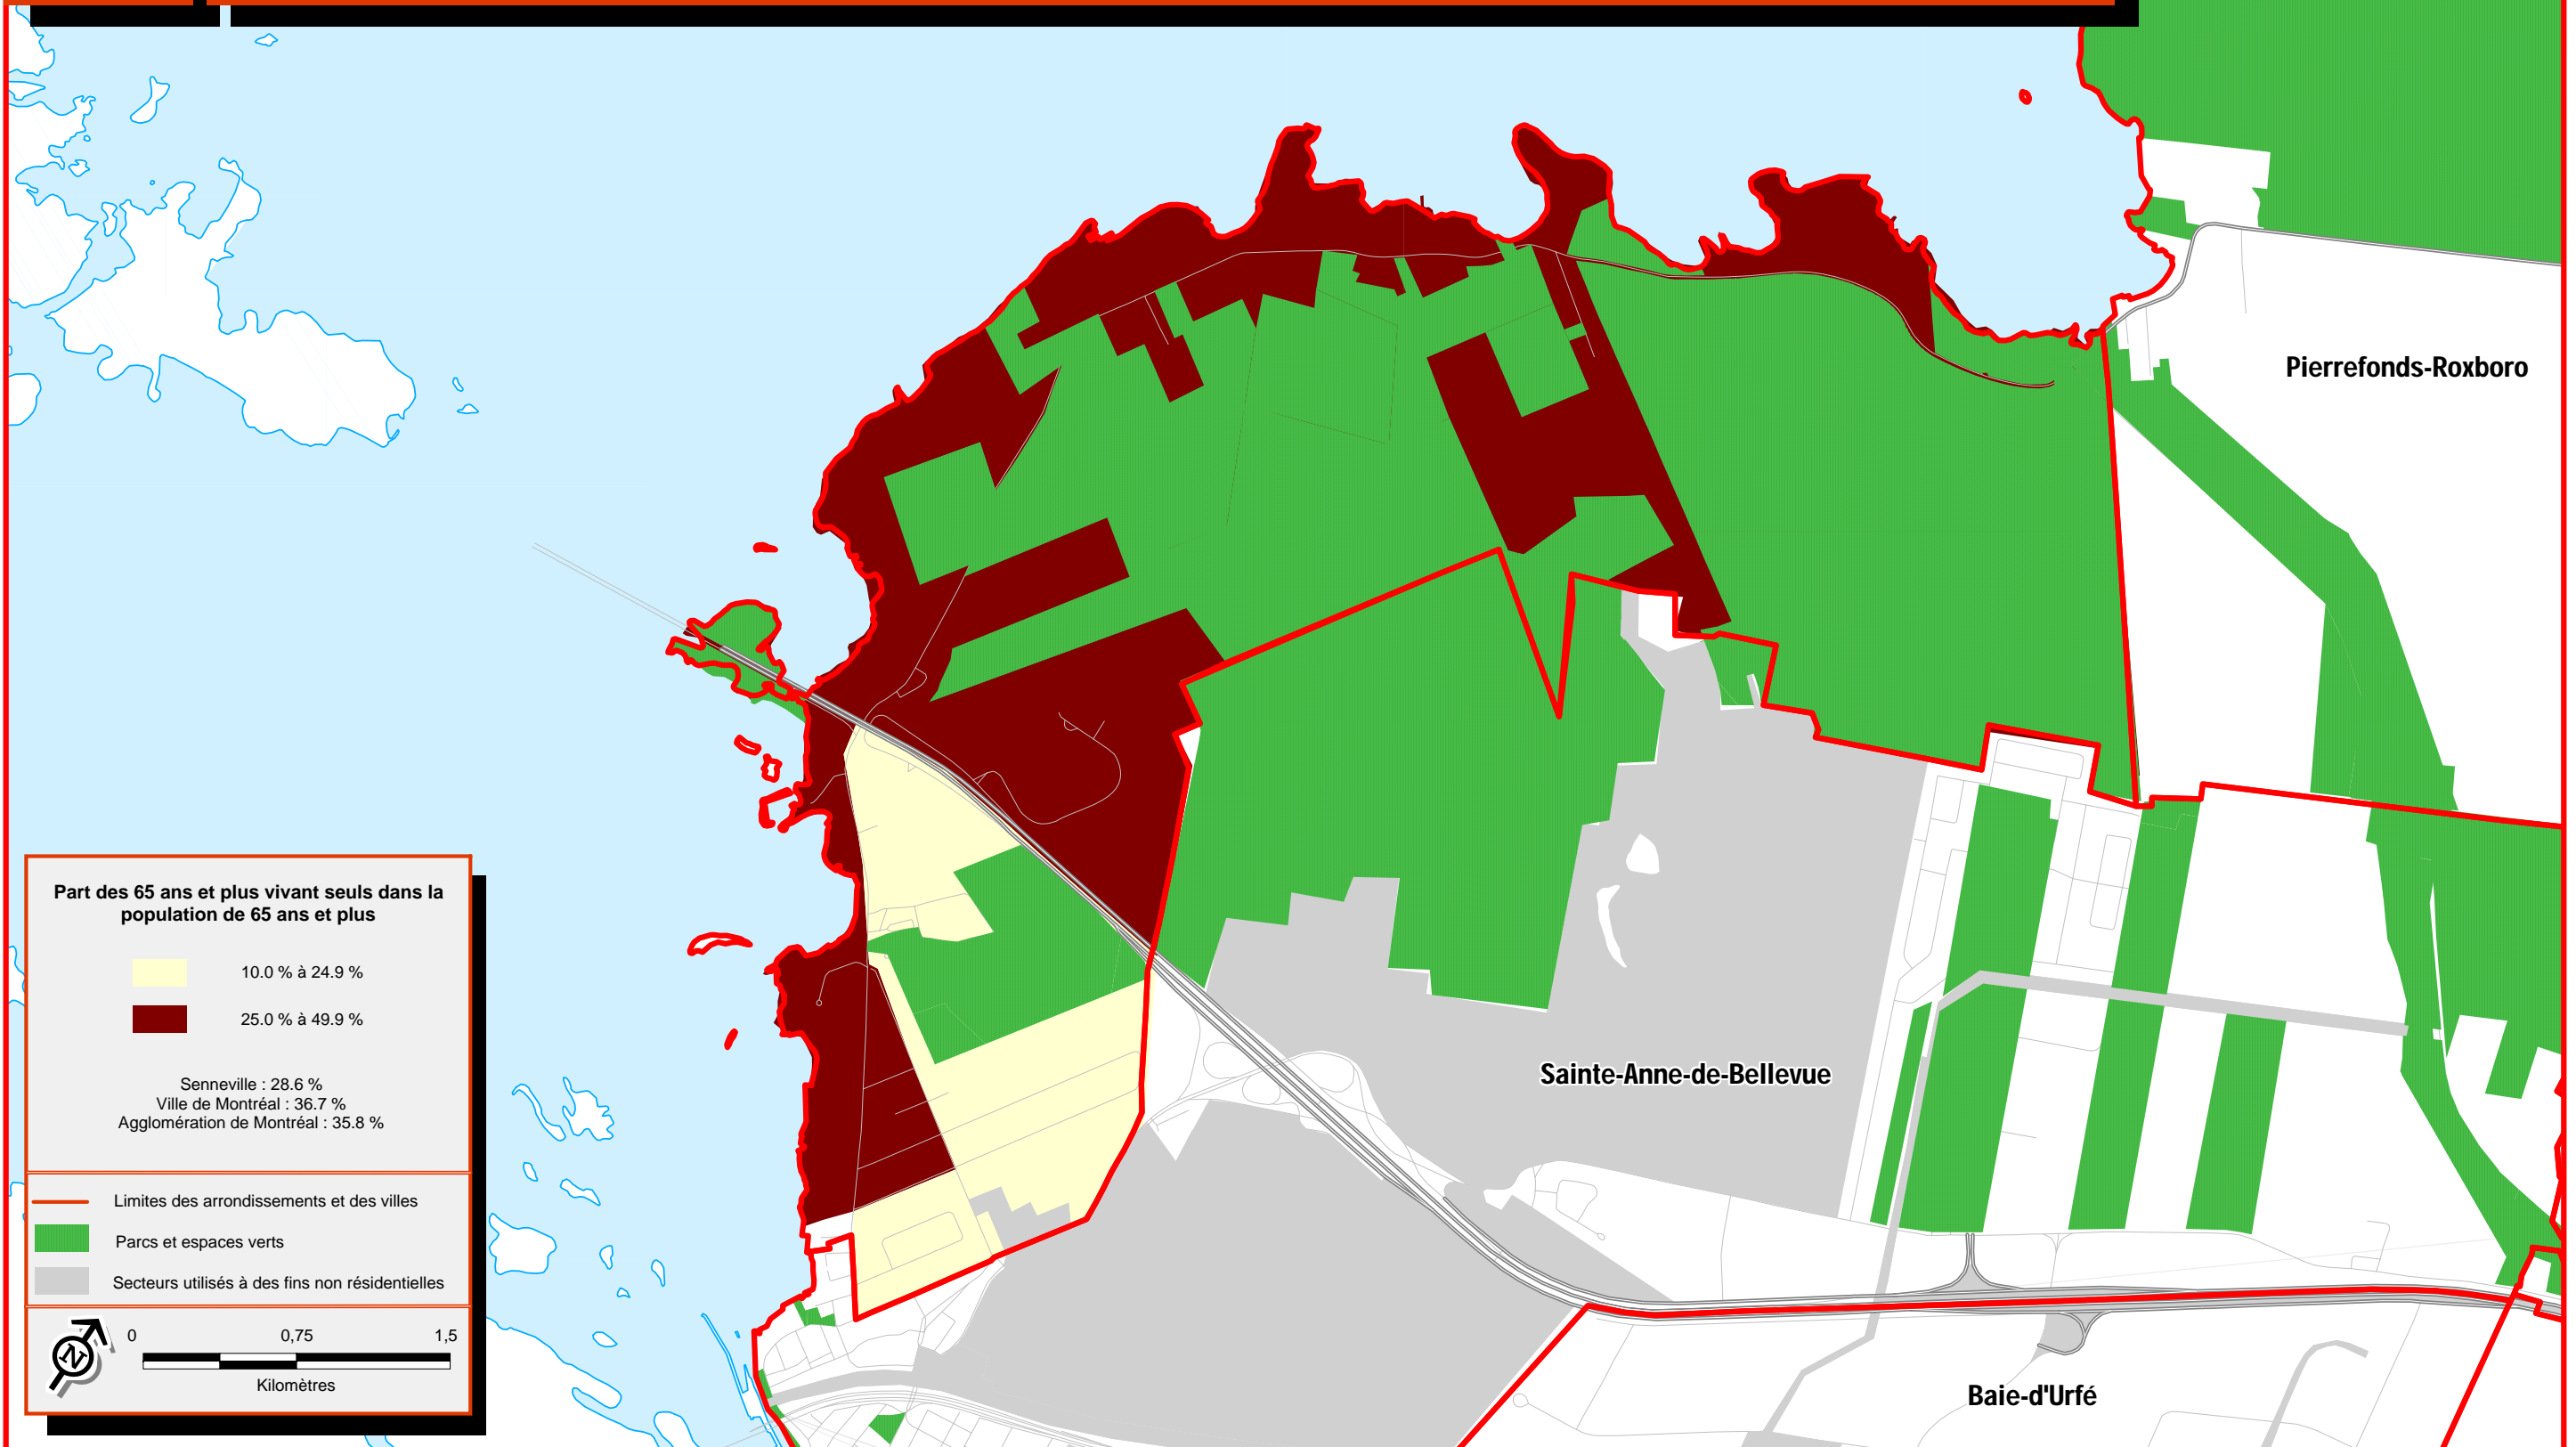 Pierrefonds-Roxboro
Part des 65 ans et plus vivant seuls dans la
population de 65 ans et plus
10.0 % à 24.9 %
25.0 % à 49.9 %
Senneville : 28.6 %
Ville de Montréal : 36.7 %
Agglomération de Montréal : 35.8 %
Sainte-Anne-de-Bellevue
Limites des arrondissements et des villes
Parcs et espaces verts
Secteurs utilisés à des fins non résidentielles
N
0 0,75 1,5
Kilomètres
Baie-d'Urfé